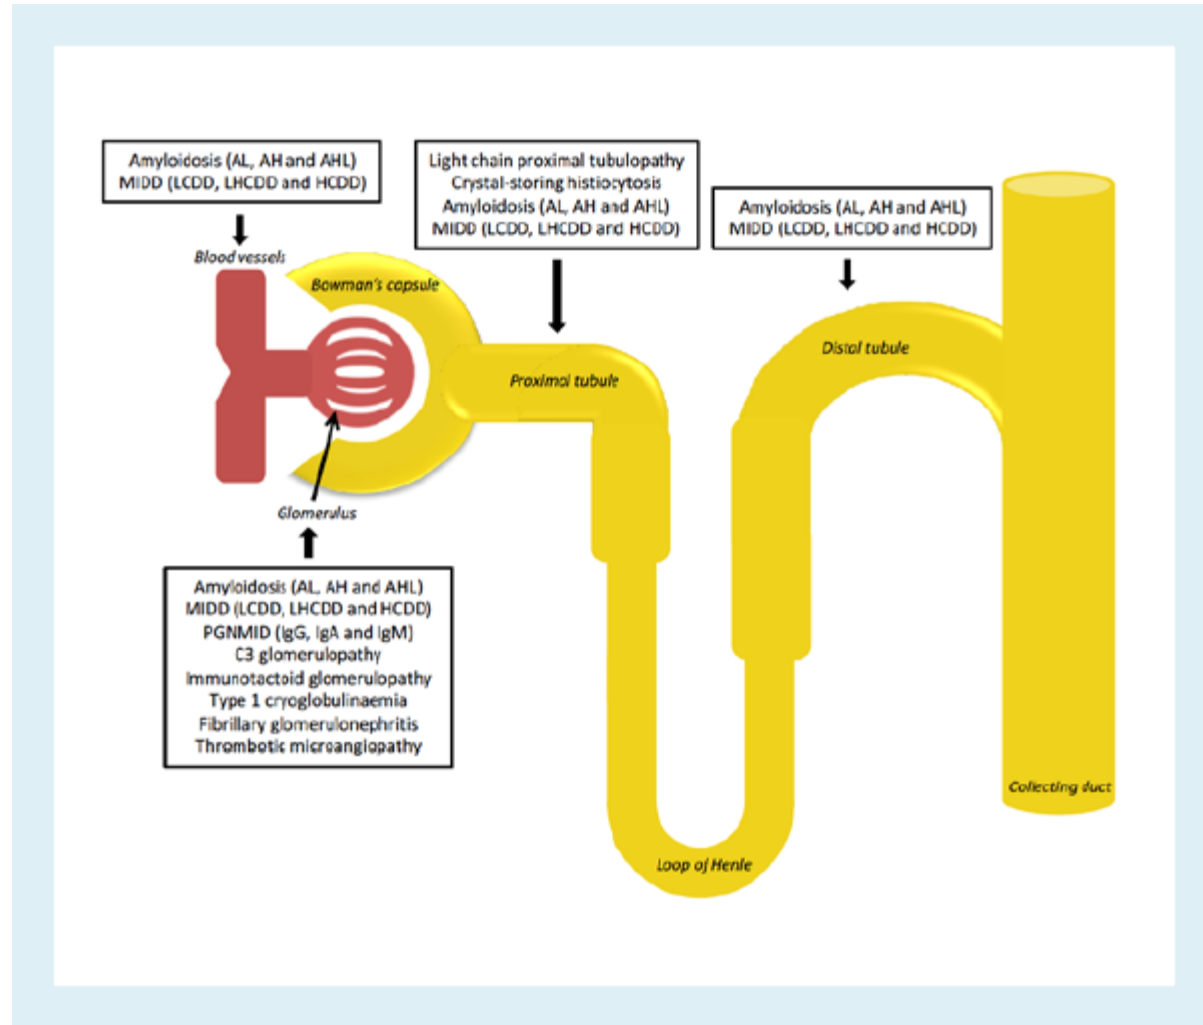 Amyloidosis (AL, AH and AHL)
MIDD (LCDD, LHCDD and HCDD)
Blood vessels
Bowman's capsule
Light chain proximal tubulopathy
Crystal-storing histiocytosis
Amyloidosis (AL, AH and AHL)
MIDD (LCDD, LHCDD and HCDD)
Proximal tubule
Amyloidosis (AL, AH and AHL)
MIDD (LCDD, LHCDD and HCDD)
Distal tubule
Glomerulus
Amyloidosis (AL, AH and AHL)
MIDD (LCDD, LHCDD and HCDD)
PGNMID (IgG, IgA and IgM)
C3 glomerulopathy
Immunotactoid glomerulopathy
Type 1 cryoglobulinaemia
Fibrillary glomerulonephritis
Thrombotic microangiopathy
Loop of Henle
Collecting duct